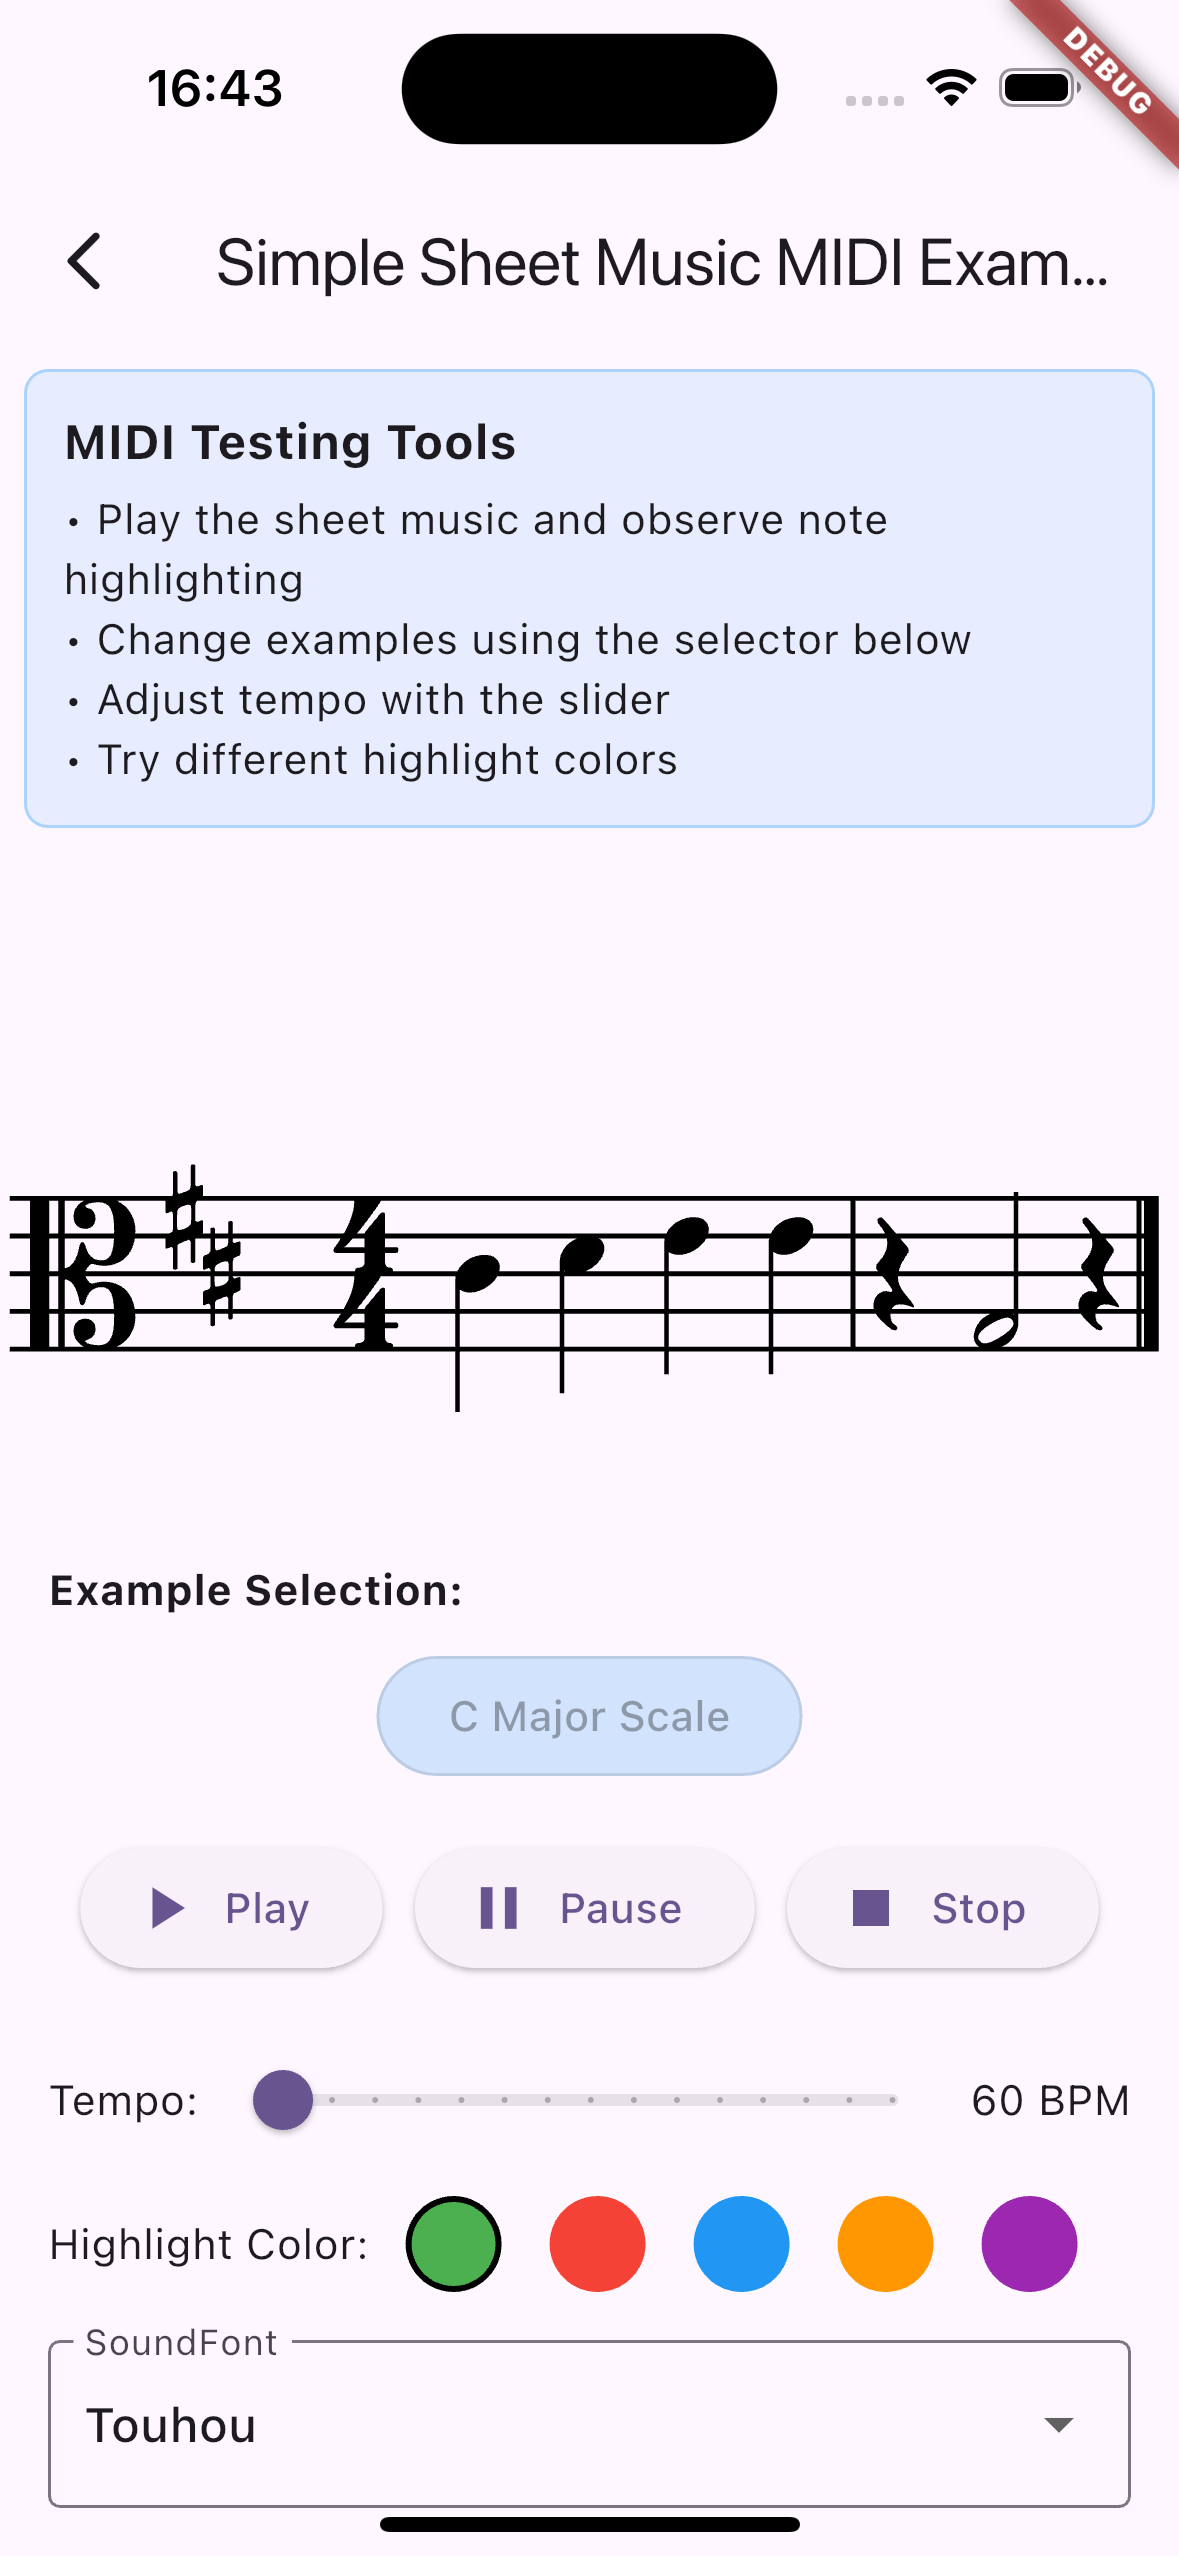 16:43
DEBUG
Simple Sheet Music MIDI Exam...
MIDI Testing Tools
• Play the sheet music and observe note
highlighting
• Change examples using the selector below
• Adjust tempo with the slider
• Try different highlight colors
4
4
Example Selection:
C Major Scale
Play Pause Stop
Tempo: 60 BPM
Highlight Color:
SoundFont
Touhou